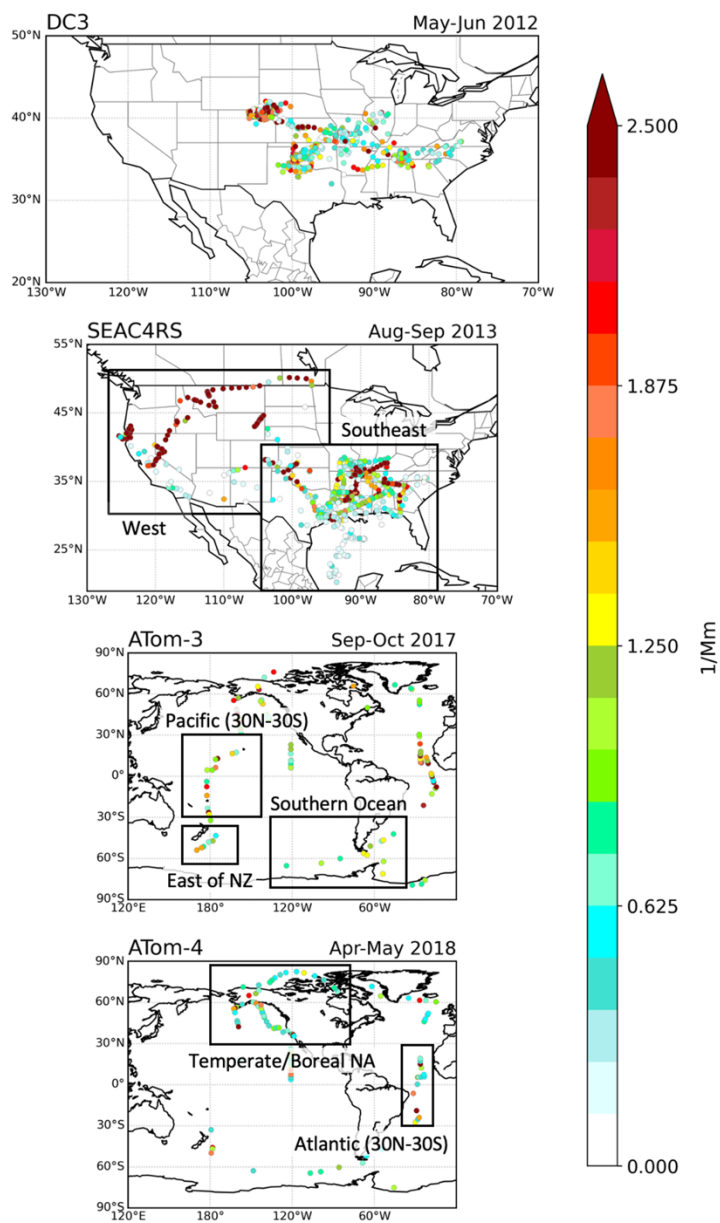 DC3 May-Jun 2012
50°N
40°N
30°N
20°N
130°W 120°W 110°W 100°W 90°W 80°W 70°W
SEAC4RS Aug-Sep 2013
55°N
45°N
35°N
25°N
Southeast
West
130°W 120°W 110°W 100°W 90°W 80°W 70°W
ATom-3 Sep-Oct 2017
90°N
60°N
30°N
0°
30°S
60°S
90°S
Pacific (30N-30S)
Southern Ocean
East of NZ
120°E 180° 120°W 60°W
ATom-4 Apr-May 2018
90°N
60°N
30°N
0°
30°S
60°S
90°S
Temperate/Boreal NA
Atlantic (30N-30S)
120°E 180° 120°W 60°W
2.500
1.875
1.250
0.625
0.000
1/Mm